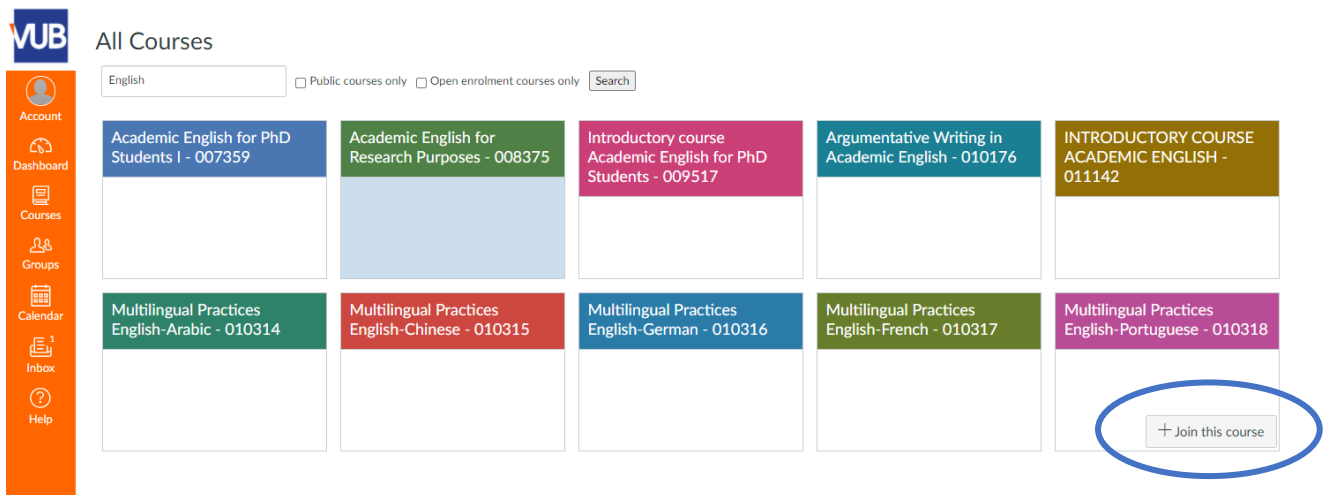 VUB
All Courses
English
Public courses only
Open enrolment courses only
Search
Account
Dashboard
Courses
Groups
Calendar
1
Inbox
Help
Academic English for PhD
Students I - 007359
Academic English for
Research Purposes - 008375
Introductory course
Academic English for PhD
Students - 009517
Argumentative Writing in
Academic English - 010176
INTRODUCTORY COURSE
ACADEMIC ENGLISH -
011142
Multilingual Practices
English-Arabic - 010314
Multilingual Practices
English-Chinese - 010315
Multilingual Practices
English-German - 010316
Multilingual Practices
English-French - 010317
Multilingual Practices
English-Portuguese - 010318
+ Join this course